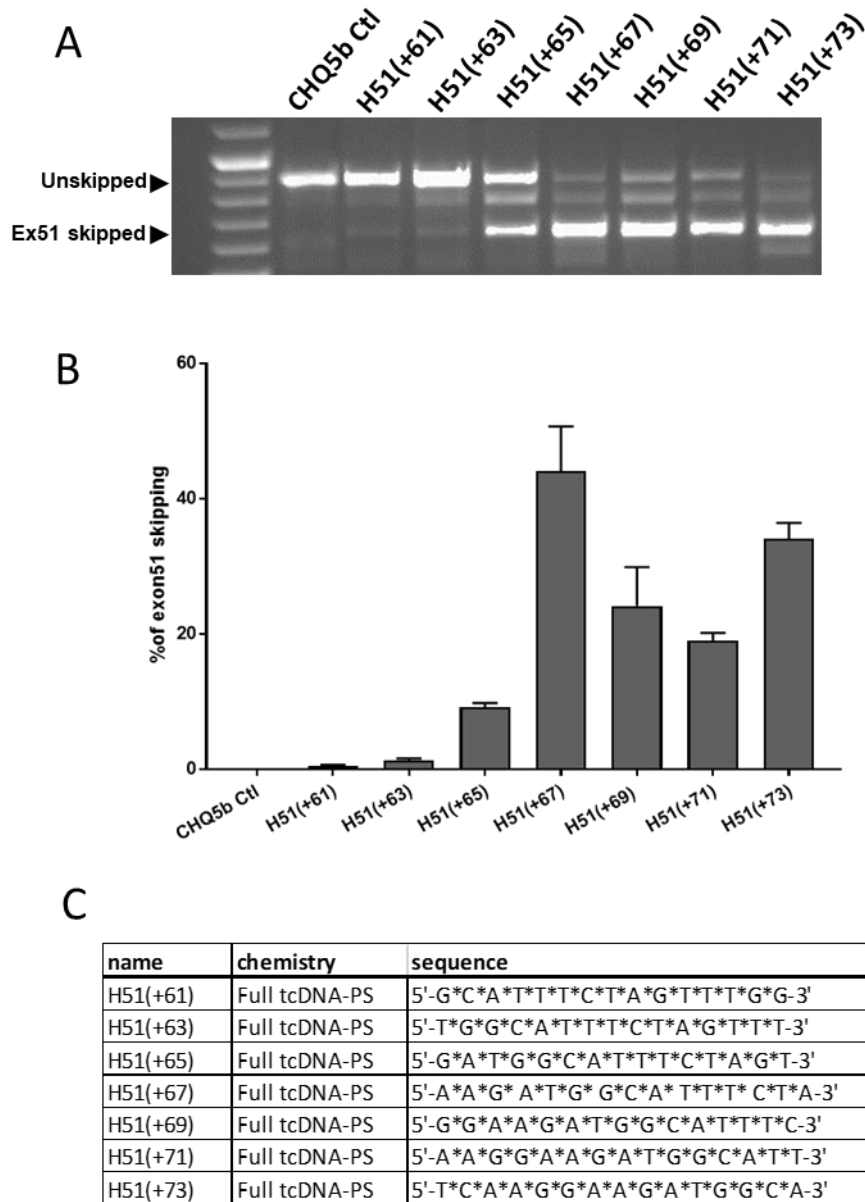 A
CHQ5b Ctl
H51(+61)
H51(+63)
H51(+65)
H51(+67)
H51(+69)
H51(+71)
H51(+73)
Unskipped
Ex51 skipped
B
60
40
20
0
%of exon51 skipping
CHQ5b Ctl
H51(+61)
H51(+63)
H51(+65)
H51(+67)
H51(+69)
H51(+71)
H51(+73)
C
name chemistry sequence
H51(+61) Full tcDNA-PS 5'-G*C*A*T*T*T*C*T*A*G*T*T*T*G*G-3'
H51(+63) Full tcDNA-PS 5'-T*G*G*C*A*T*T*T*C*T*A*G*T*T*T-3'
H51(+65) Full tcDNA-PS 5'-G*A*T*G*G*C*A*T*T*T*C*T*A*G*T-3'
H51(+67) Full tcDNA-PS 5'-A*A*G* A*T*G* G*C*A* T*T*T* C*T*A-3'
H51(+69) Full tcDNA-PS 5'-G*G*A*A*G*A*T*G*G*C*A*T*T*T*C-3'
H51(+71) Full tcDNA-PS 5'-A*A*G*G*A*A*G*A*T*G*G*C*A*T*T-3'
H51(+73) Full tcDNA-PS 5'-T*C*A*A*G*G*A*A*G*A*T*G*G*C*A-3'